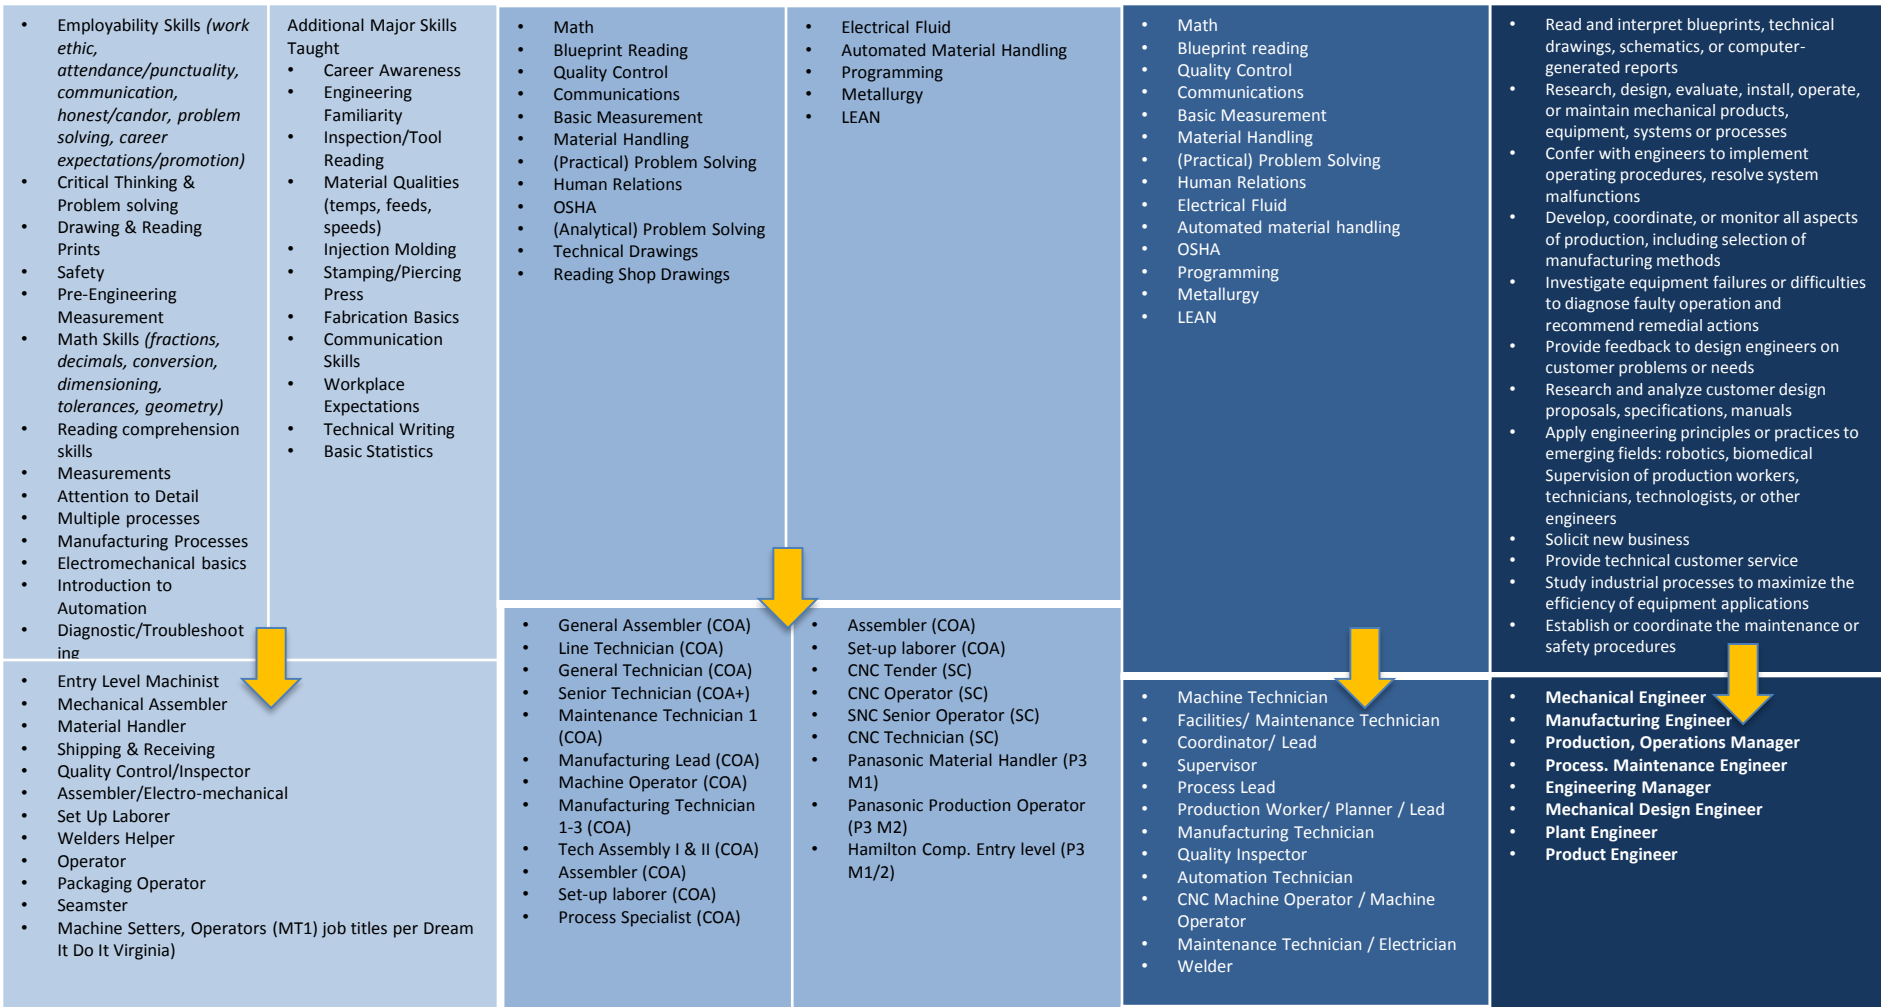 • Employability Skills (work
ethic,
attendance/punctuality,
communication,
honest/candor, problem
solving, career
expectations/promotion)
• Critical Thinking &
Problem solving
• Drawing & Reading
Prints
• Safety
• Pre-Engineering
Measurement
• Math Skills (fractions,
decimals, conversion,
dimensioning,
tolerances, geometry)
• Reading comprehension
skills
• Measurements
• Attention to Detail
• Multiple processes
• Manufacturing Processes
• Electromechanical basics
• Introduction to
Automation
• Diagnostic/Troubleshoot
ing
Additional Major Skills
Taught
• Career Awareness
• Engineering
Familiarity
• Inspection/Tool
Reading
• Material Qualities
(temps, feeds,
speeds)
• Injection Molding
• Stamping/Piercing
Press
• Fabrication Basics
• Communication
Skills
• Workplace
Expectations
• Technical Writing
• Basic Statistics
• Entry Level Machinist
• Mechanical Assembler
• Material Handler
• Shipping & Receiving
• Quality Control/Inspector
• Assembler/Electro-mechanical
• Set Up Laborer
• Welders Helper
• Operator
• Packaging Operator
• Seamster
• Machine Setters, Operators (MT1) job titles per Dream
It Do It Virginia)
• Math
• Blueprint Reading
• Quality Control
• Communications
• Basic Measurement
• Material Handling
• (Practical) Problem Solving
• Human Relations
• OSHA
• (Analytical) Problem Solving
• Technical Drawings
• Reading Shop Drawings
• Electrical Fluid
• Automated Material Handling
• Programming
• Metallurgy
• LEAN
• General Assembler (COA)
• Line Technician (COA)
• General Technician (COA)
• Senior Technician (COA+)
• Maintenance Technician 1
(COA)
• Manufacturing Lead (COA)
• Machine Operator (COA)
• Manufacturing Technician
1-3 (COA)
• Tech Assembly I & II (COA)
• Assembler (COA)
• Set-up laborer (COA)
• Process Specialist (COA)
• Assembler (COA)
• Set-up laborer (COA)
• CNC Tender (SC)
• CNC Operator (SC)
• SNC Senior Operator (SC)
• CNC Technician (SC)
• Panasonic Material Handler (P3
M1)
• Panasonic Production Operator
(P3 M2)
• Hamilton Comp. Entry level (P3
M1/2)
• Math
• Blueprint reading
• Quality Control
• Communications
• Basic Measurement
• Material Handling
• (Practical) Problem Solving
• Human Relations
• Electrical Fluid
• Automated material handling
• OSHA
• Programming
• Metallurgy
• LEAN
• Machine Technician
• Facilities/ Maintenance Technician
• Coordinator/ Lead
• Supervisor
• Process Lead
• Production Worker/ Planner / Lead
• Manufacturing Technician
• Quality Inspector
• Automation Technician
• CNC Machine Operator / Machine
Operator
• Maintenance Technician / Electrician
• Welder
• Read and interpret blueprints, technical
drawings, schematics, or computer-
generated reports
• Research, design, evaluate, install, operate,
or maintain mechanical products,
equipment, systems or processes
• Confer with engineers to implement
operating procedures, resolve system
malfunctions
• Develop, coordinate, or monitor all aspects
of production, including selection of
manufacturing methods
• Investigate equipment failures or difficulties
to diagnose faulty operation and
recommend remedial actions
• Provide feedback to design engineers on
customer problems or needs
• Research and analyze customer design
proposals, specifications, manuals
• Apply engineering principles or practices to
emerging fields: robotics, biomedical
Supervision of production workers,
technicians, technologists, or other
engineers
• Solicit new business
• Provide technical customer service
• Study industrial processes to maximize the
efficiency of equipment applications
• Establish or coordinate the maintenance or
safety procedures
• Mechanical Engineer
• Manufacturing Engineer
• Production, Operations Manager
• Process. Maintenance Engineer
• Engineering Manager
• Mechanical Design Engineer
• Plant Engineer
• Product Engineer